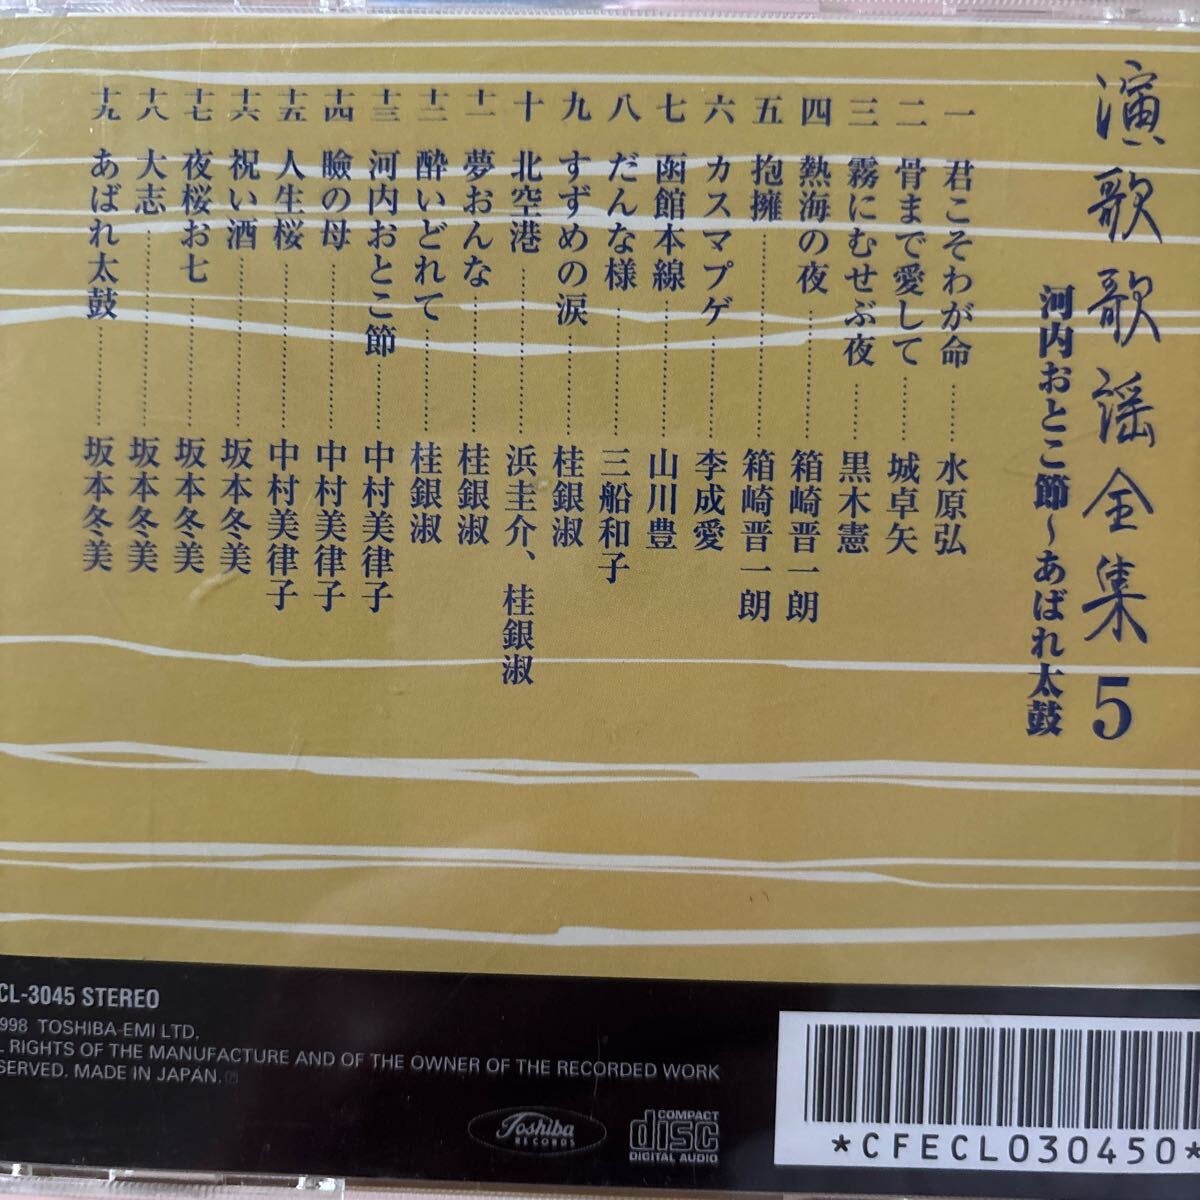 演歌歌謡全集5
河内おとこ節～あばれ太鼓
一 君こそわが命 水原弘
二 骨まで愛して 城卓矢
三 霧にむせぶ夜 黒木憲
四 熱海の夜 箱崎晋一朗
五 抱擁 箱崎晋一朗
六 カスマプゲ 李成愛
七 函館本線 山川豊
八 だんな様 三船和子
九 すずめの涙 桂銀淑
十 北空港 浜圭介、桂銀淑
十一 夢おんな 桂銀淑
十二 酔いどれて 桂銀淑
十三 河内おとこ節 中村美律子
十四 瞼の母 中村美律子
十五 人生桜 中村美律子
十六 祝い酒 坂本冬美
十七 夜桜お七 坂本冬美
十八 大志 坂本冬美
十九 あばれ太鼓 坂本冬美
CL-3045 STEREO
998 TOSHIBA-EMI LTD.
L RIGHTS OF THE MANUFACTURE AND OF THE OWNER OF THE RECORDED WORK
SERVED. MADE IN JAPAN. Ⓟ
Toshiba
RECORDS
COMPACT
disc
DIGITAL AUDIO
*CFECL030450*